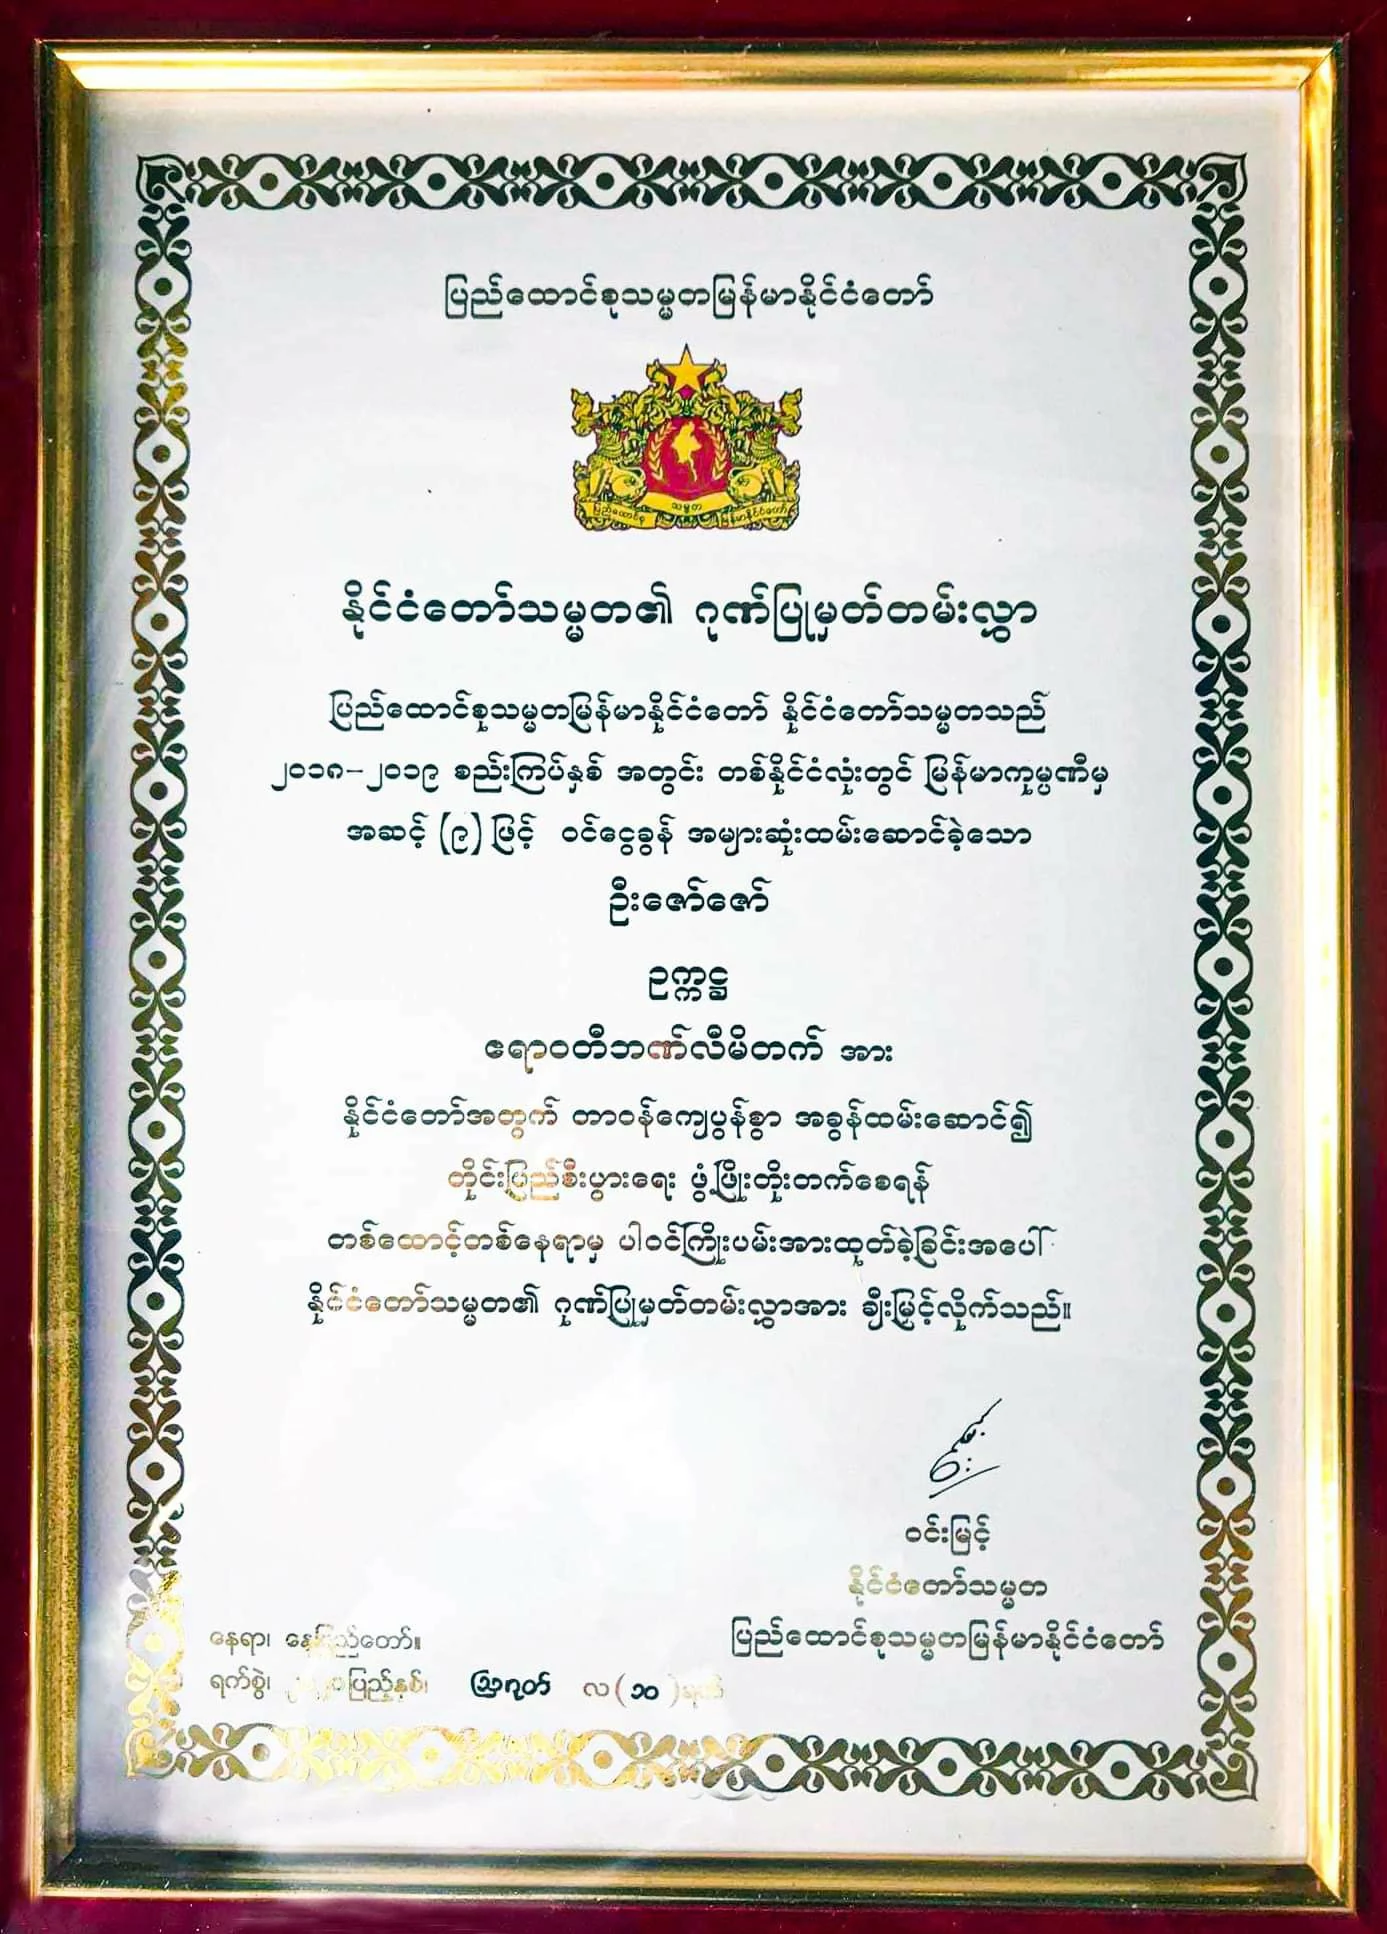 ပြည်ထောင်စုသမ္မတမြန်မာနိုင်ငံတော်
ပြည်ထောင်စု သမ္မတ မြန်မာနိုင်ငံတော်
နိုင်ငံတော်သမ္မတ၏ ဂုဏ်ပြုမှတ်တမ်းလွှာ
ပြည်ထောင်စုသမ္မတမြန်မာနိုင်ငံတော် နိုင်ငံတော်သမ္မတသည်
၂၀၁၈-၂၀၁၉ စည်းကြပ်နှစ် အတွင်း တစ်နိုင်ငံလုံးတွင် မြန်မာကုမ္ပဏီမှ
အဆင့် (၉) ဖြင့် ဝင်ငွေခွန် အများဆုံးထမ်းဆောင်ခဲ့သော
ဦးဇော်ဇော်
ဥက္ကဋ္ဌ
ဧရာဝတီဘဏ်လီမိတက် အား
နိုင်ငံတော်အတွက် တာဝန်ကျေပွန်စွာ အခွန်ထမ်းဆောင်၍
တိုင်းပြည်စီးပွားရေး ဖွံ့ဖြိုးတိုးတက်စေရန်
တစ်ထောင့်တစ်နေရာမှ ပါဝင်ကြိုးပမ်းအားထုတ်ခဲ့ခြင်းအပေါ်
နိုင်ငံတော်သမ္မတ၏ ဂုဏ်ပြုမှတ်တမ်းလွှာအား ချီးမြှင့်လိုက်သည်။
ဝင်းမြင့်
နိုင်ငံတော်သမ္မတ
ပြည်ထောင်စုသမ္မတမြန်မာနိုင်ငံတော်
နေရာ၊ နေပြည်တော်။
ရက်စွဲ၊ ပြည့်နှစ်၊ ဩဂုတ် လ (၁၀) ရက်